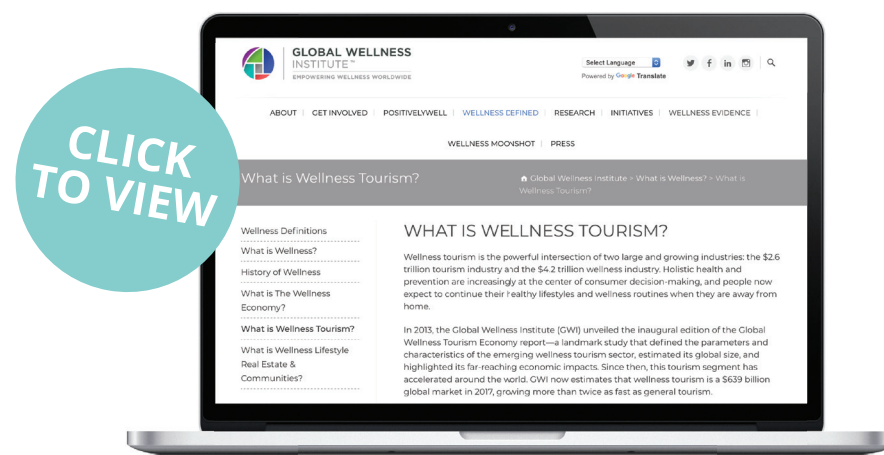 CLICK
TO VIEW
GLOBAL WELLNESS
INSTITUTE™
EMPOWERING WELLNESS WORLDWIDE
Select Language
Powered by Google Translate
ABOUT GET INVOLVED POSITIVELYWELL WELLNESS DEFINED RESEARCH INITIATIVES WELLNESS EVIDENCE
WELLNESS MOONSHOT PRESS
What is Wellness Tourism?
Global Wellness Institute > What is Wellness? > What is
Wellness Tourism?
Wellness Definitions
What is Wellness?
History of Wellness
What is The Wellness
Economy?
What is Wellness Tourism?
What is Wellness Lifestyle
Real Estate &
Communities?
WHAT IS WELLNESS TOURISM?
Wellness tourism is the powerful intersection of two large and growing industries: the $2.6
trillion tourism industry and the $4.2 trillion wellness industry. Holistic health and
prevention are increasingly at the center of consumer decision-making, and people now
expect to continue their healthy lifestyles and wellness routines when they are away from
home.
In 2013, the Global Wellness Institute (GWI) unveiled the inaugural edition of the Global
Wellness Tourism Economy report—a landmark study that defined the parameters and
characteristics of the emerging wellness tourism sector, estimated its global size, and
highlighted its far-reaching economic impacts. Since then, this tourism segment has
accelerated around the world. GWI now estimates that wellness tourism is a $639 billion
global market in 2017, growing more than twice as fast as general tourism.